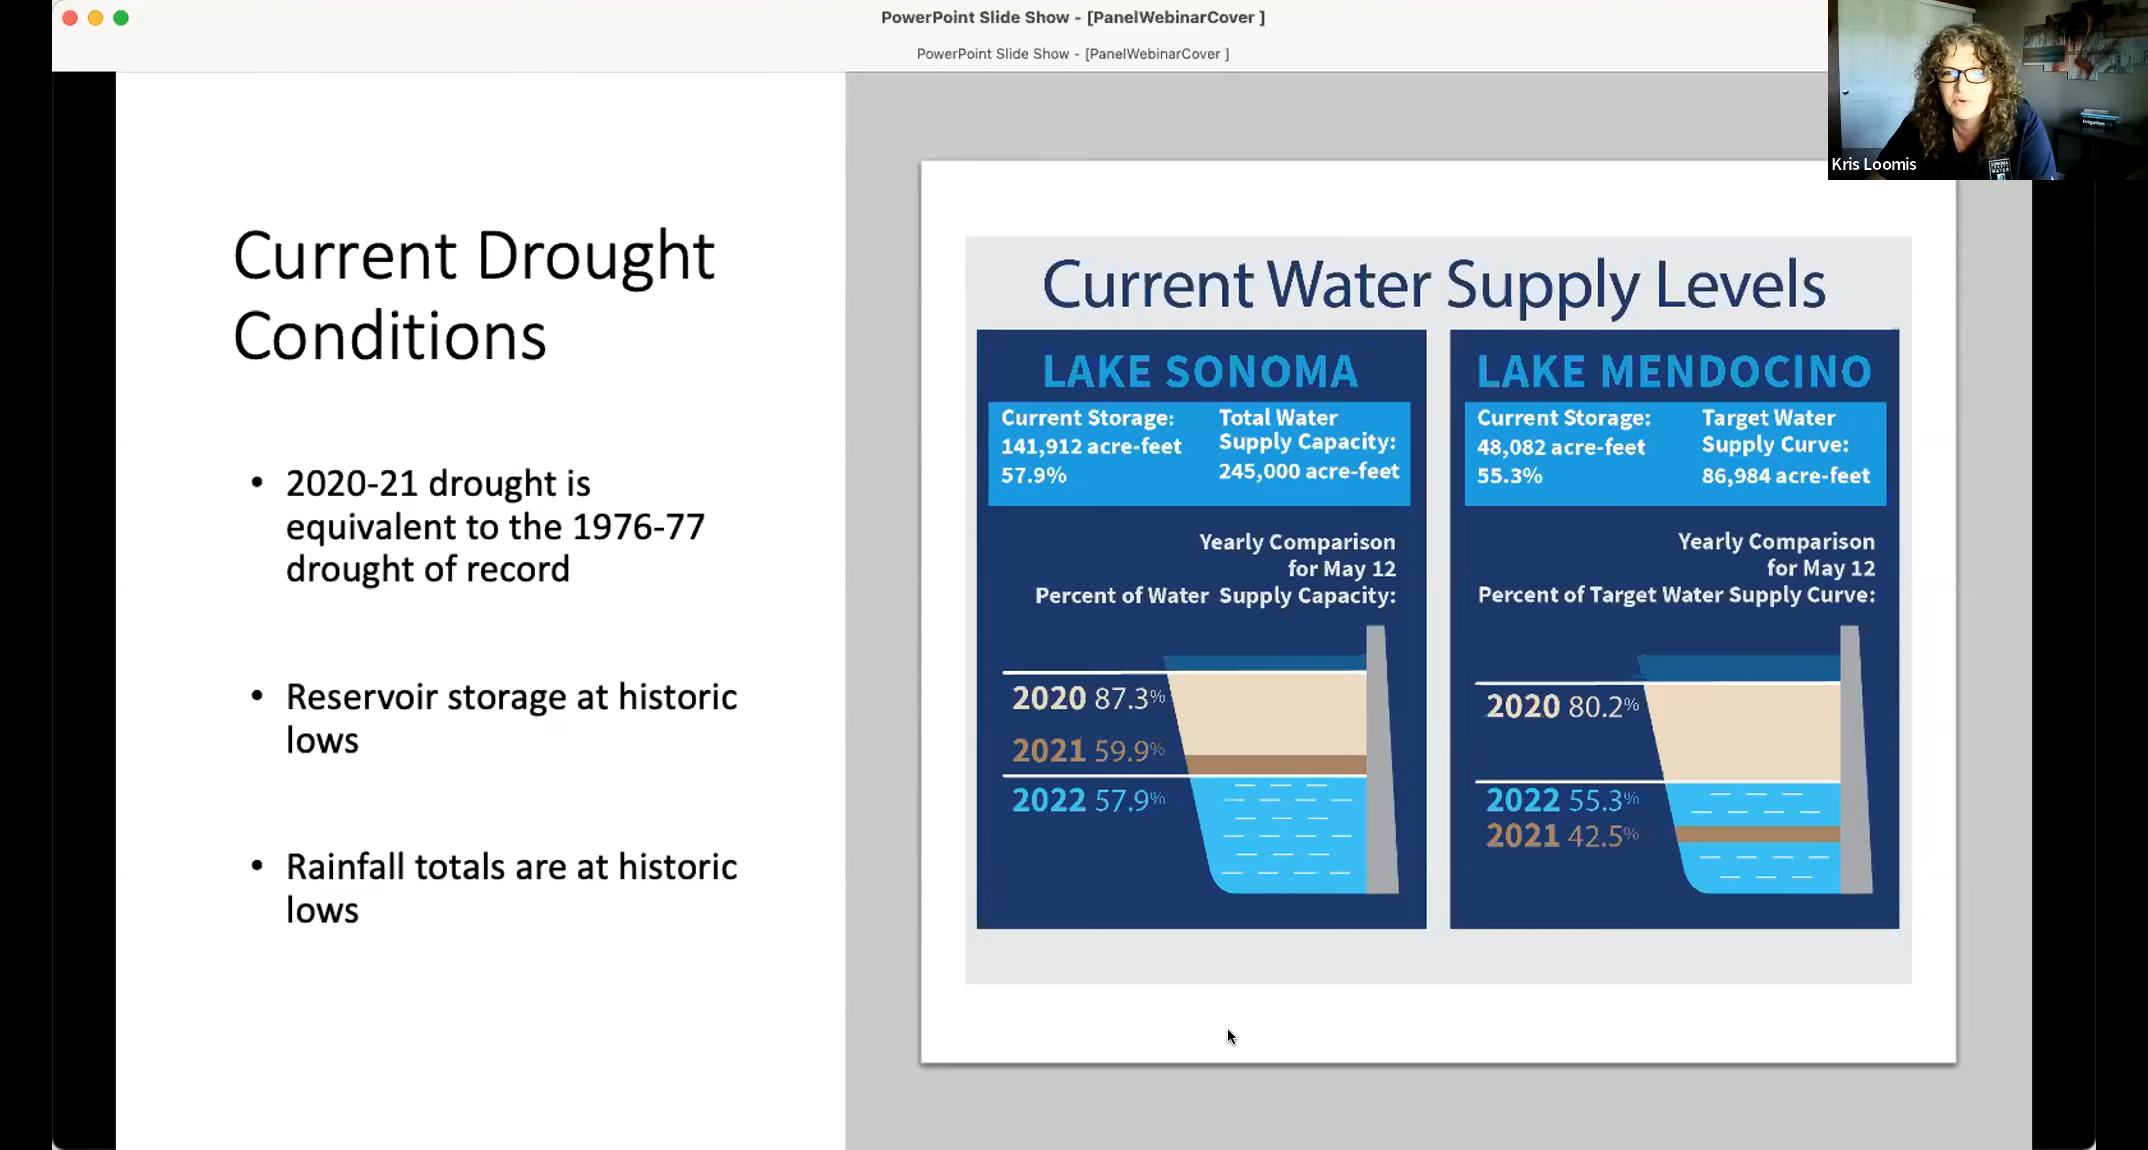 PowerPoint Slide Show - [PanelWebinarCover ]
PowerPoint Slide Show - [PanelWebinarCover ]
Kris Loomis
Current Drought
Conditions
• 2020-21 drought is
equivalent to the 1976-77
drought of record
• Reservoir storage at historic
lows
• Rainfall totals are at historic
lows
Current Water Supply Levels
LAKE SONOMA
Current Storage:
141,912 acre-feet
57.9%
Total Water
Supply Capacity:
245,000 acre-feet
Yearly Comparison
for May 12
Percent of Water Supply Capacity:
2020 87.3%
2021 59.9%
2022 57.9%
LAKE MENDOCINO
Current Storage:
48,082 acre-feet
55.3%
Target Water
Supply Curve:
86,984 acre-feet
Yearly Comparison
for May 12
Percent of Target Water Supply Curve:
2020 80.2%
2022 55.3%
2021 42.5%